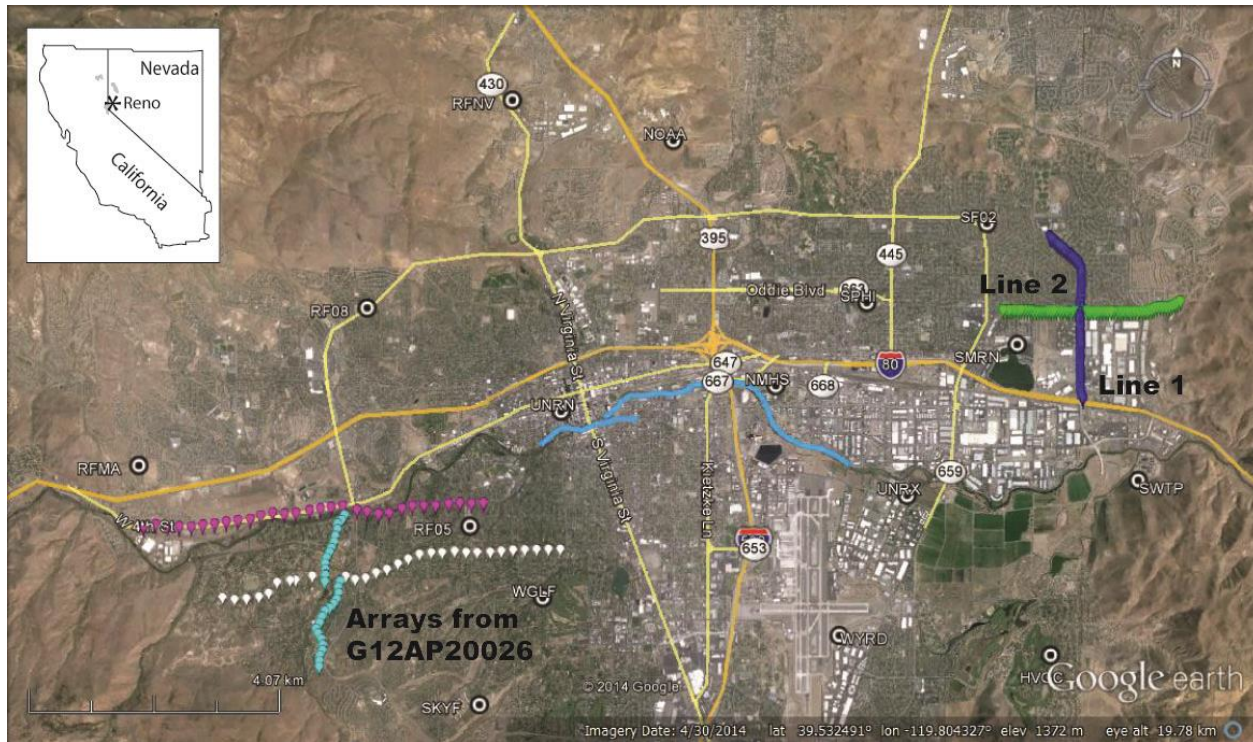 Nevada
Reno
California
430
RFNV
NOAA
N
SF02
395
445
Line 2
Oddie Blvd
663
SPHI
RF08
N Virginia St
SMRN
647
80
Line 1
667
NMHS
668
UNRN
RFMA
659
SWTP
UNRX
S Virginia St
Kietzke Ln
W 4th St
RF05
653
WGLF
Arrays from
G12AP20026
WYRD
HVGC
4.07 km
© 2014 Google
Google earth
SKYF
Imagery Date: 4/30/2014 lat 39.532491° lon -119.804327° elev 1372 m eye alt 19.78 km